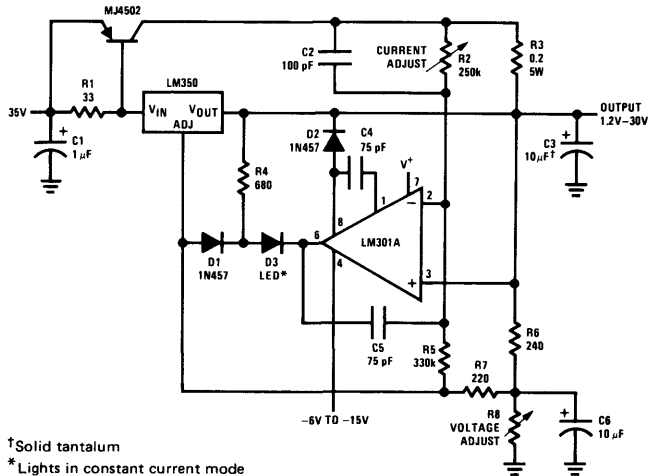 MJ4502
C2
100 pF
CURRENT
ADJUST
R2
250k
R3
0.2
5W
R1
33
LM350
35V
VIN
VOUT
ADJ
OUTPUT
1.2V–30V
C1
1 μF
+
D2
1N457
C4
75 pF
V+
C3
10 μF†
+
R4
680
8
1
7
−
2
6
LM301A
4
+
3
D1
1N457
D3
LED*
C5
75 pF
R5
330k
R6
240
R7
220
−6V TO −15V
R8
VOLTAGE
ADJUST
+
C6
10 μF
†Solid tantalum
*Lights in constant current mode